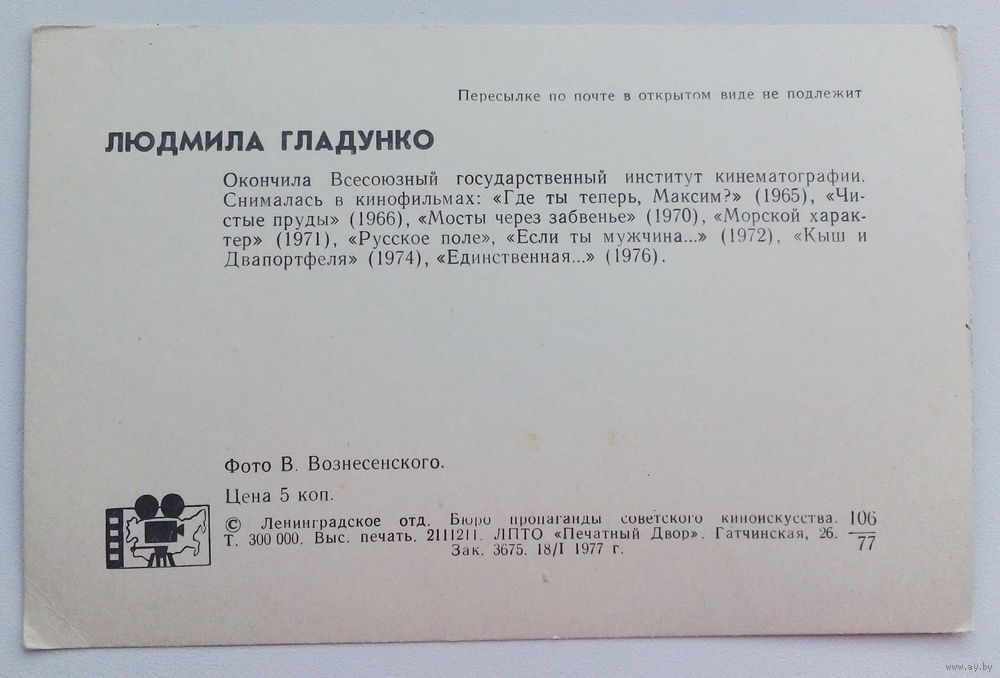 Пересылке по почте в открытом виде не подлежит
ЛЮДМИЛА ГЛАДУНКО
Окончила Всесоюзный государственный институт кинематографии.
Снималась в кинофильмах: «Где ты теперь, Максим?» (1965), «Чи-
стые пруды» (1966), «Мосты через забвенье» (1970), «Морской харак-
тер» (1971), «Русское поле», «Если ты мужчина...» (1972), «Кыш и
Двапортфеля» (1974), «Единственная...» (1976).
Фото В. Вознесенского.
Цена 5 коп.
© Ленинградское отд. Бюро пропаганды советского киноискусства.
Т. 300 000. Выс. печать. 2111211. ЛПТО «Печатный Двор». Гатчинская, 26.
Зак. 3675. 18/I 1977 г.
106
77
www.ay.by